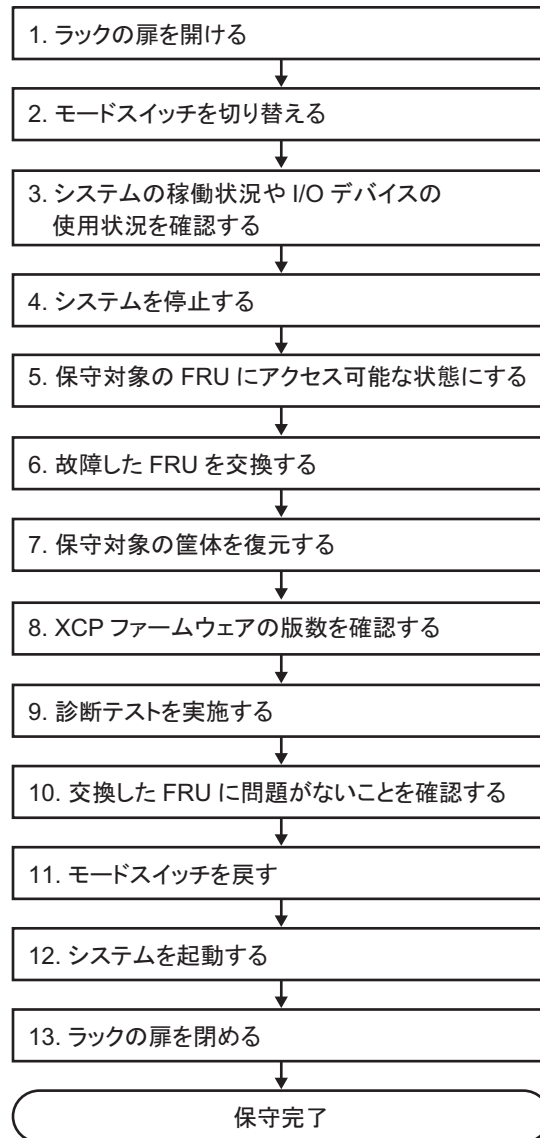 1. ラックの扉を開ける
2. モードスイッチを切り替える
3. システムの稼働状況や I/O デバイスの
使用状況を確認する
4. システムを停止する
5. 保守対象の FRU にアクセス可能な状態にする
6. 故障した FRU を交換する
7. 保守対象の筐体を復元する
8. XCP ファームウェアの版数を確認する
9. 診断テストを実施する
10. 交換した FRU に問題がないことを確認する
11. モードスイッチを戻す
12. システムを起動する
13. ラックの扉を閉める
保守完了